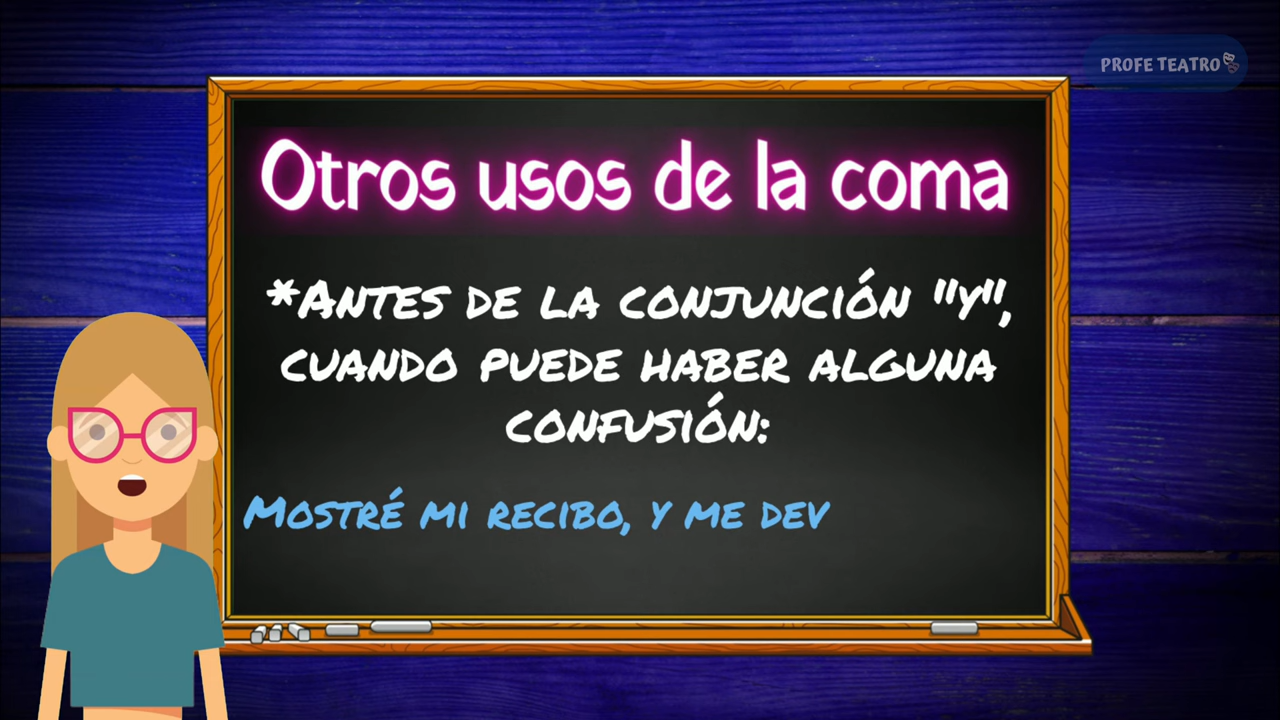 PROFE TEATRO
Otros usos de la coma
*ANTES DE LA CONJUNCIÓN "Y",
CUANDO PUEDE HABER ALGUNA
CONFUSIÓN:
MOSTRÉ MI RECIBO, Y ME DEV